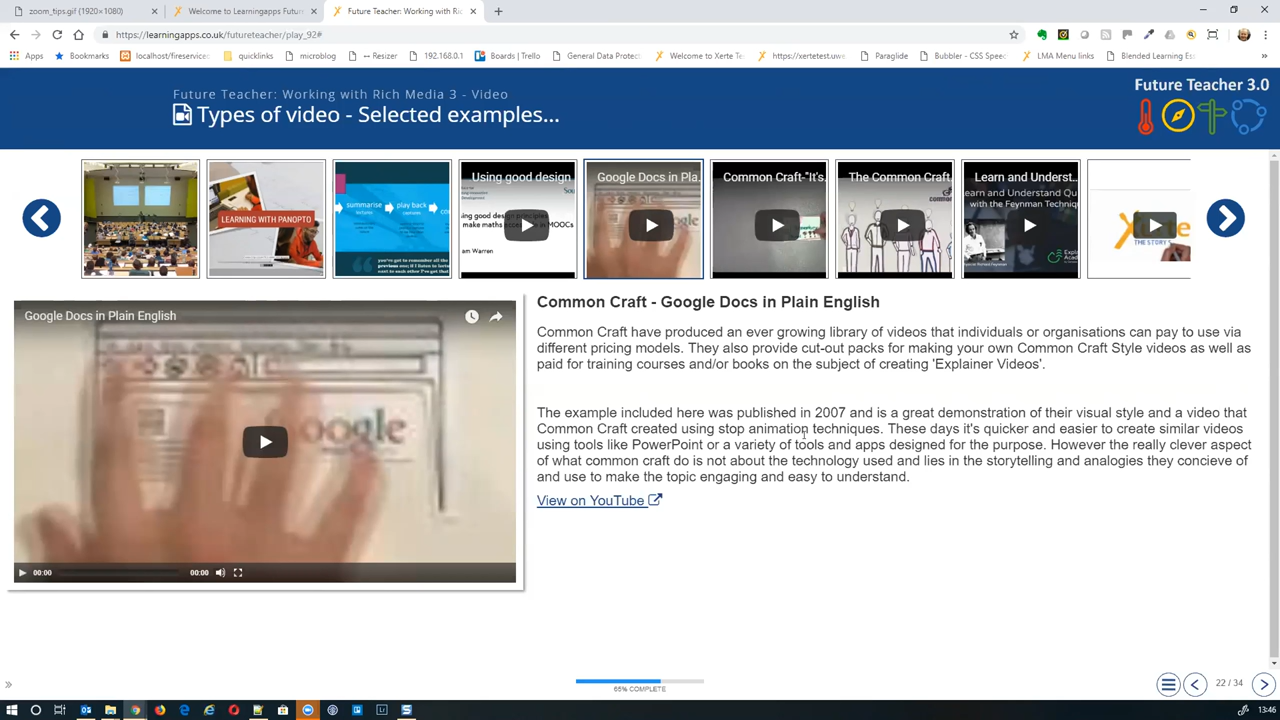 zoom_tips.gif (1920×1080)
Welcome to Learningapps Futur
Future Teacher: Working with Ric
https://learningapps.co.uk/futureteacher/play_92#
Apps
Bookmarks
localhost/fireservice
quicklinks
microblog
↔ Resizer
192.168.0.1
Boards | Trello
General Data Protec
Welcome to Xerte Te
https://xertetest.uwe
Paraglide
Bubbler - CSS Speec
LMA Menu links
Blended Learning Ess
Future Teacher: Working with Rich Media 3 - Video
Types of video - Selected examples...
Future Teacher 3.0
LEARNING WITH PANOPTO
summarise
play back
Using good design
Google Docs in Pla
Common Craft-"It's
The Common Craft
Learn and Underst...
Common Craft - Google Docs in Plain English
Google Docs in Plain English
Common Craft have produced an ever growing library of videos that individuals or organisations can pay to use via
different pricing models. They also provide cut-out packs for making your own Common Craft Style videos as well as
paid for training courses and/or books on the subject of creating 'Explainer Videos'.
The example included here was published in 2007 and is a great demonstration of their visual style and a video that
Common Craft created using stop animation techniques. These days it's quicker and easier to create similar videos
using tools like PowerPoint or a variety of tools and apps designed for the purpose. However the really clever aspect
of what common craft do is not about the technology used and lies in the storytelling and analogies they concieve of
and use to make the topic engaging and easy to understand.
View on YouTube
00:00
00:00
65% COMPLETE
22 / 34
13:46